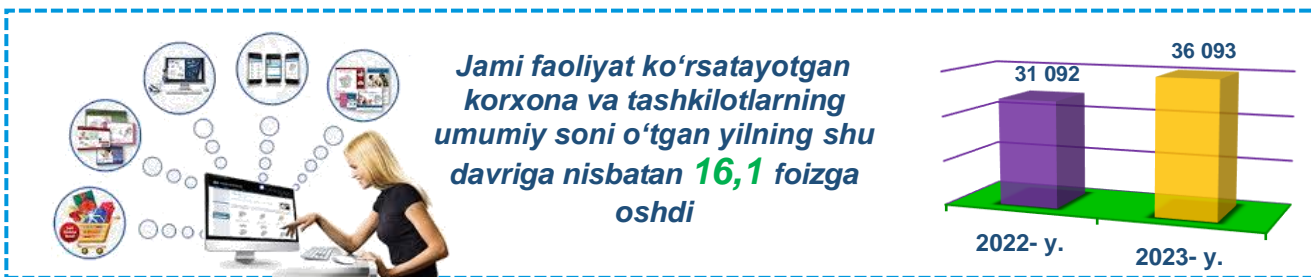 Jami faoliyat ko‘rsatayotgan
korxona va tashkilotlarning
umumiy soni o‘tgan yilning shu
davriga nisbatan 16,1 foizga
oshdi
36 093
31 092
2022- y.
2023- y.